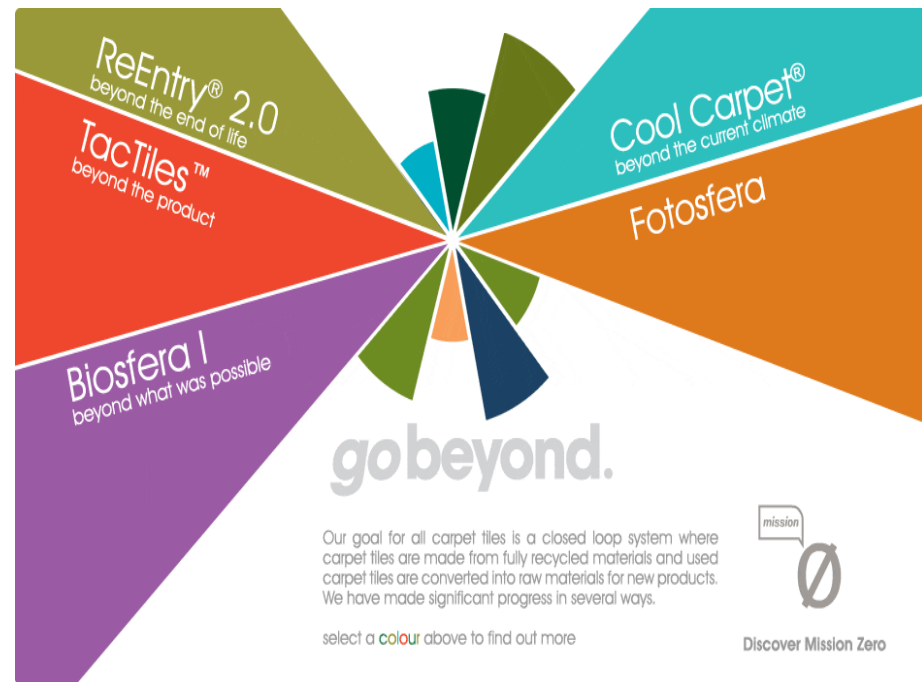 ReEntry® 2.0
beyond the end of life
TacTiles™
beyond the product
Biosfera I
beyond what was possible
Cool Carpet®
beyond the current climate
Fotosfera
gobeyond.
Our goal for all carpet tiles is a closed loop system where
carpet tiles are made from fully recycled materials and used
carpet tiles are converted into raw materials for new products.
We have made significant progress in several ways.
select a colour above to find out more
mission
Ø
Discover Mission Zero